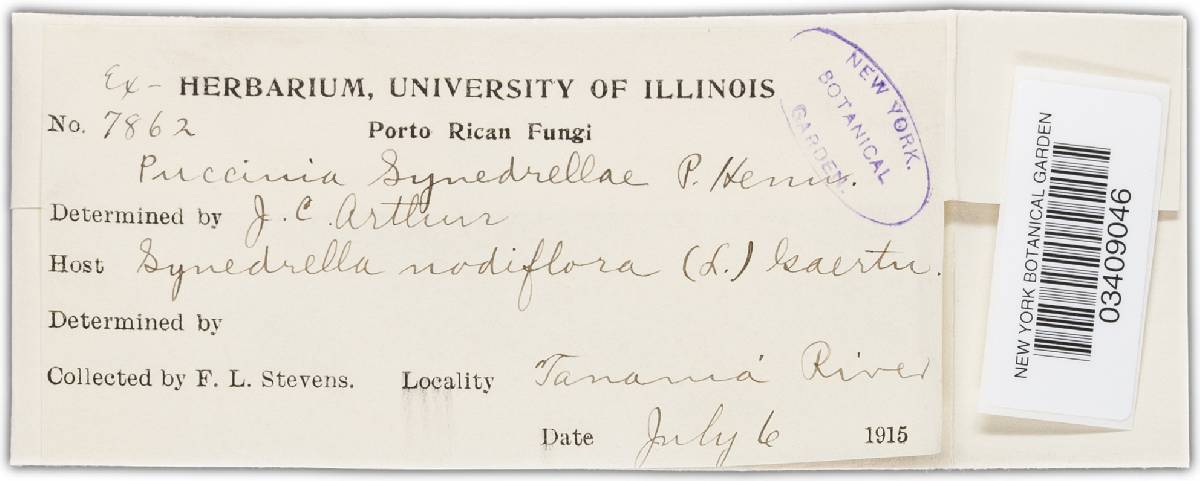 Ex- HERBARIUM, UNIVERSITY OF ILLINOIS
No. 7862 Porto Rican Fungi
Puccinia Synedrellae P. Henn.
Determined by J. C. Arthur
Host Synedrella nodiflora (L.) Gaertn.
Determined by
Collected by F. L. Stevens. Locality Tanamá River
Date July 6 1915
NEW YORK.
BOTANICAL
GARDEN.
NEW YORK BOTANICAL GARDEN
03409046